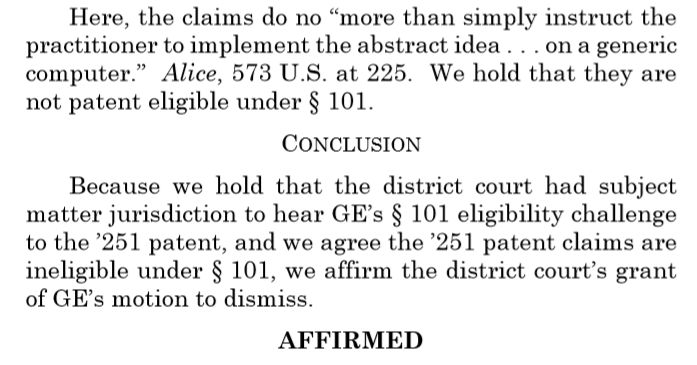 Here, the claims do no “more than simply instruct the
practitioner to implement the abstract idea . . . on a generic
computer.” Alice, 573 U.S. at 225. We hold that they are
not patent eligible under § 101.
CONCLUSION
Because we hold that the district court had subject
matter jurisdiction to hear GE’s § 101 eligibility challenge
to the ’251 patent, and we agree the ’251 patent claims are
ineligible under § 101, we affirm the district court’s grant
of GE’s motion to dismiss.
AFFIRMED